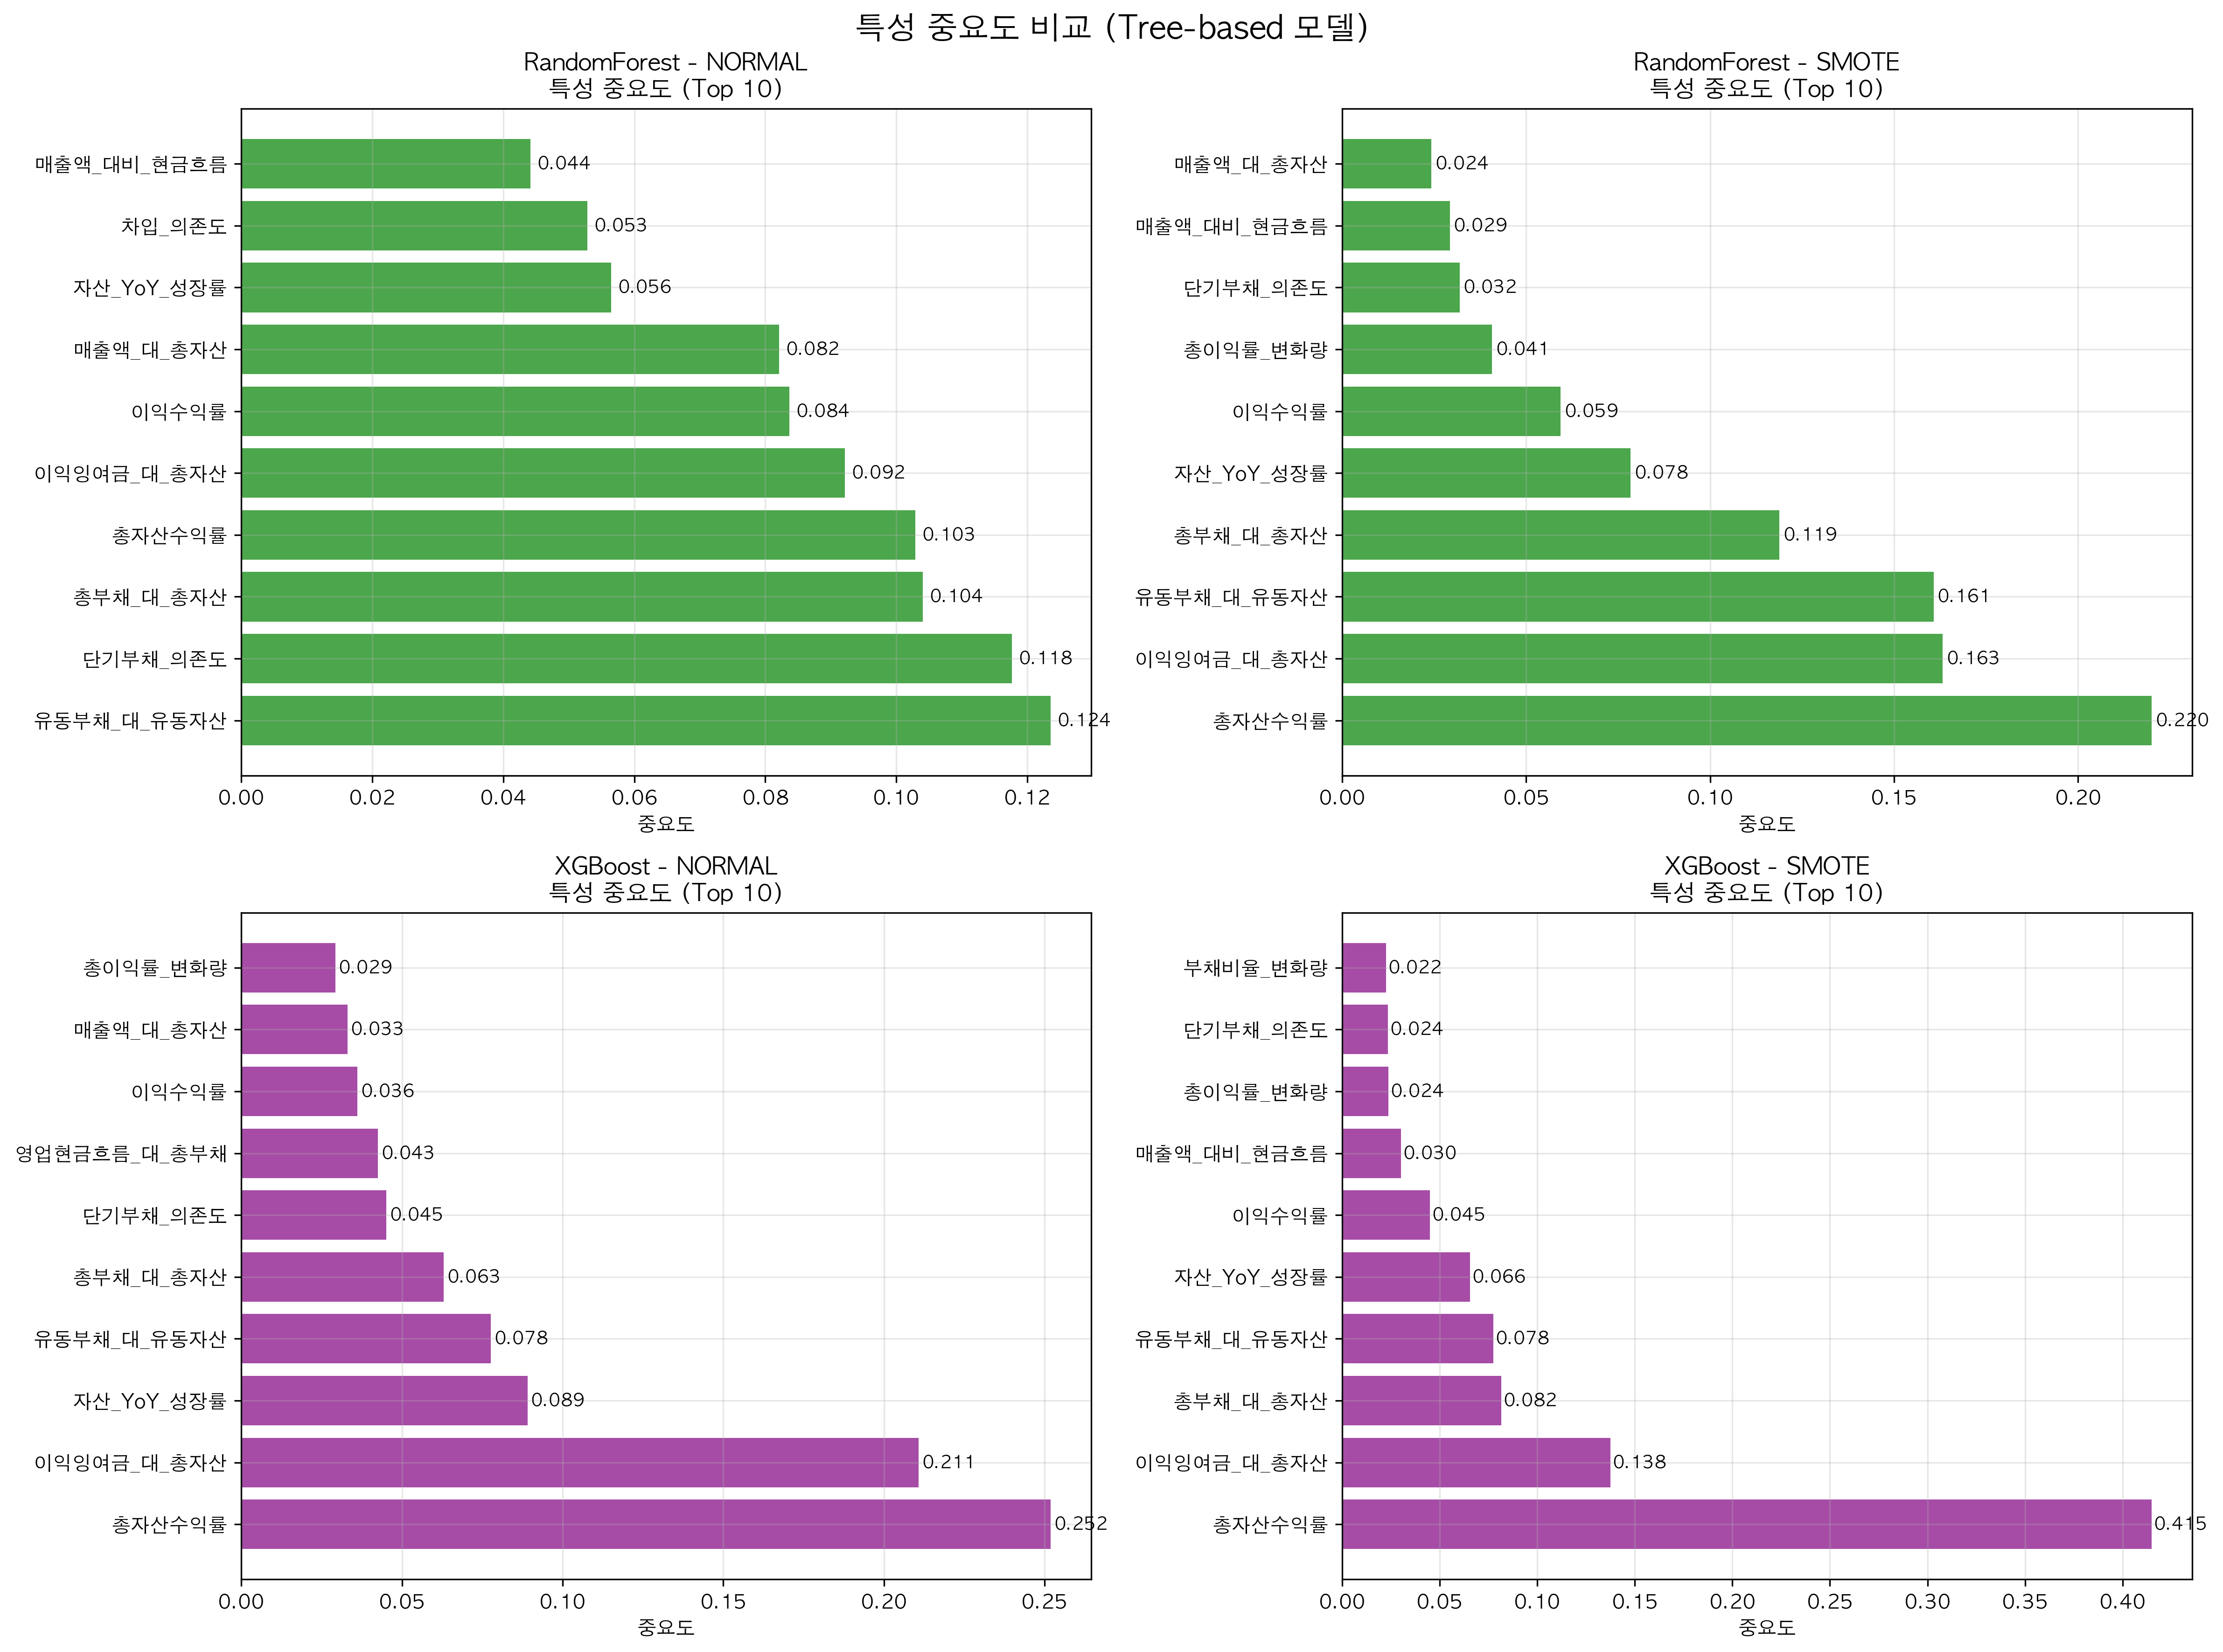 특성 중요도 비교 (Tree-based 모델)
RandomForest - NORMAL
특성 중요도 (Top 10)
매출액_대비_현금흐름 0.044
차입_의존도 0.053
자산_YoY_성장률 0.056
매출액_대_총자산 0.082
이익수익률 0.084
이익잉여금_대_총자산 0.092
총자산수익률 0.103
총부채_대_총자산 0.104
단기부채_의존도 0.118
유동부채_대_유동자산 0.124
0.00 0.02 0.04 0.06 0.08 0.10 0.12
중요도
RandomForest - SMOTE
특성 중요도 (Top 10)
매출액_대_총자산 0.024
매출액_대비_현금흐름 0.029
단기부채_의존도 0.032
총이익률_변화량 0.041
이익수익률 0.059
자산_YoY_성장률 0.078
총부채_대_총자산 0.119
유동부채_대_유동자산 0.161
이익잉여금_대_총자산 0.163
총자산수익률 0.220
0.00 0.05 0.10 0.15 0.20
중요도
XGBoost - NORMAL
특성 중요도 (Top 10)
총이익률_변화량 0.029
매출액_대_총자산 0.033
이익수익률 0.036
영업현금흐름_대_총부채 0.043
단기부채_의존도 0.045
총부채_대_총자산 0.063
유동부채_대_유동자산 0.078
자산_YoY_성장률 0.089
이익잉여금_대_총자산 0.211
총자산수익률 0.252
0.00 0.05 0.10 0.15 0.20 0.25
중요도
XGBoost - SMOTE
특성 중요도 (Top 10)
부채비율_변화량 0.022
단기부채_의존도 0.024
총이익률_변화량 0.024
매출액_대비_현금흐름 0.030
이익수익률 0.045
자산_YoY_성장률 0.066
유동부채_대_유동자산 0.078
총부채_대_총자산 0.082
이익잉여금_대_총자산 0.138
총자산수익률 0.415
0.00 0.05 0.10 0.15 0.20 0.25 0.30 0.35 0.40
중요도